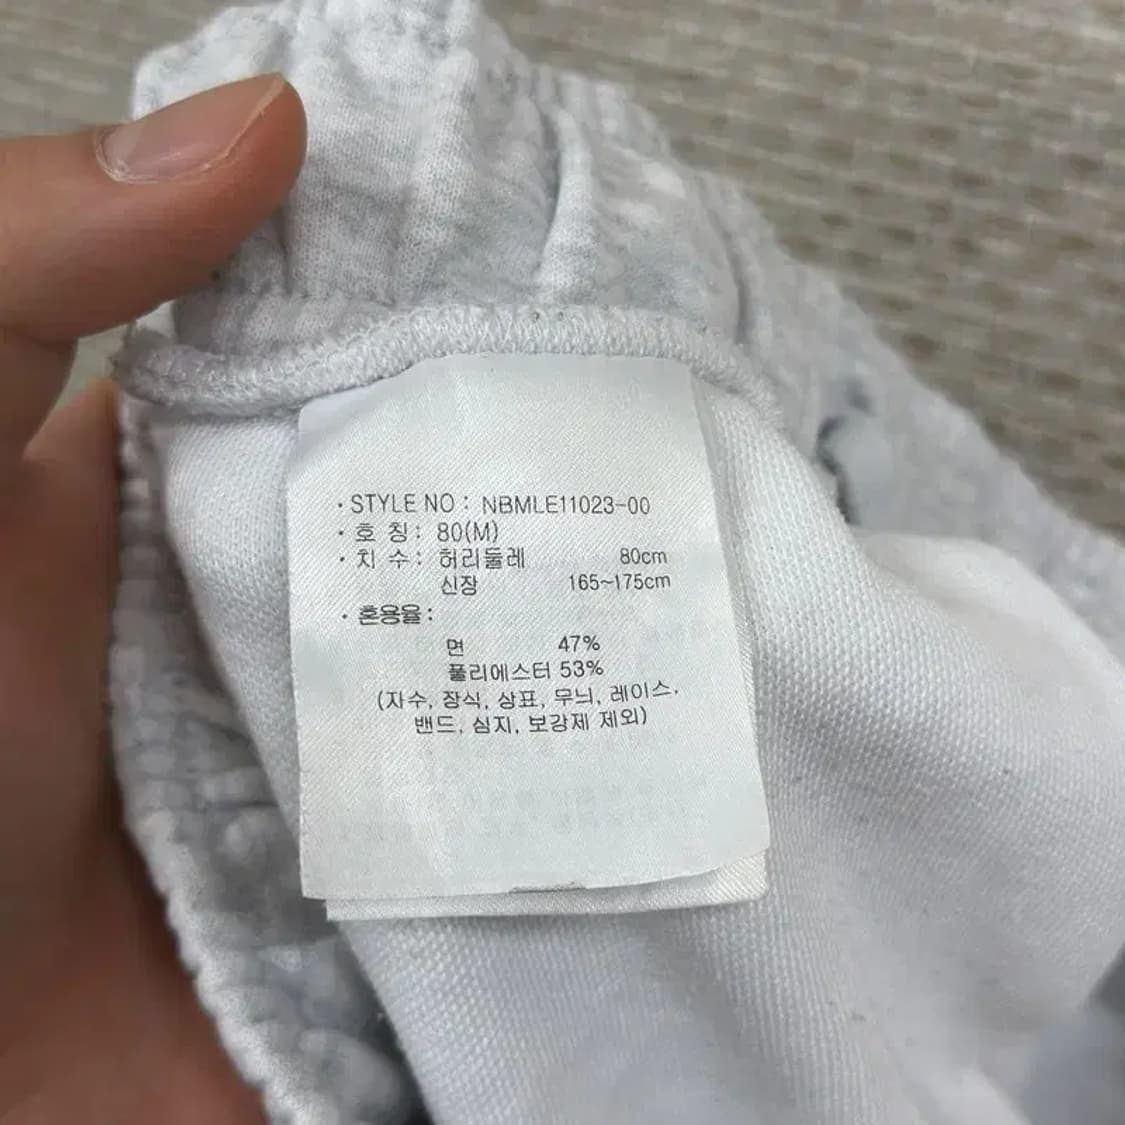 · STYLE NO : NBMLE11023-00
· 호 칭 : 80(M)
· 치 수 : 허리둘레 80cm
신장 165~175cm
· 혼용율 :
면 47%
폴리에스터 53%
(자수, 장식, 상표, 무늬, 레이스,
밴드, 심지, 보강제 제외)